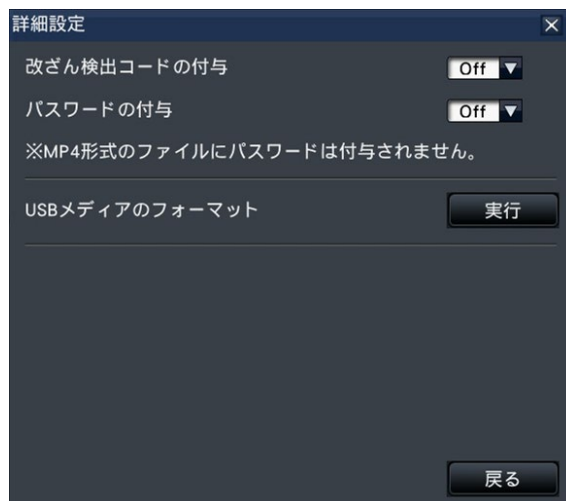 詳細設定
改ざん検出コードの付与 Off
パスワードの付与 Off
※MP4形式のファイルにパスワードは付与されません。
USBメディアのフォーマット 実行
戻る